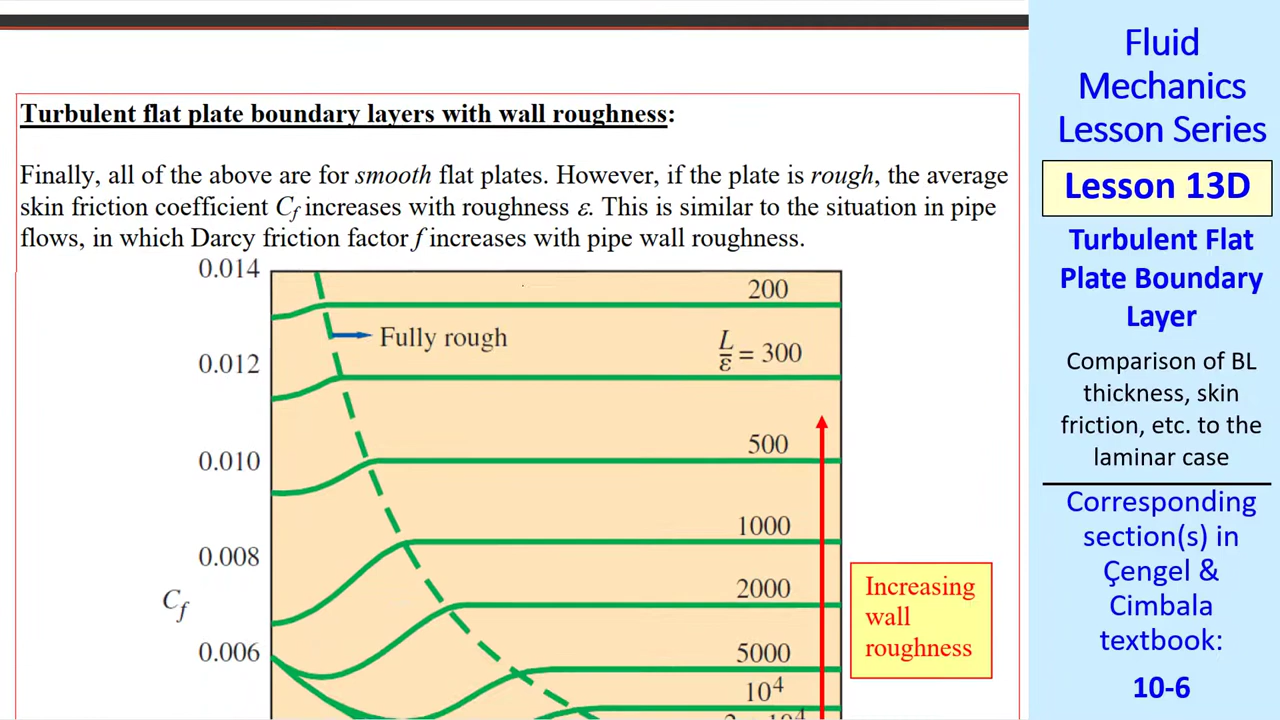 Turbulent flat plate boundary layers with wall roughness:
Finally, all of the above are for smooth flat plates. However, if the plate is rough, the average
skin friction coefficient Cf increases with roughness ε. This is similar to the situation in pipe
flows, in which Darcy friction factor f increases with pipe wall roughness.
0.014
200
Fully rough
L/ε = 300
0.012
500
0.010
1000
0.008
2000
Cf
0.006
5000
10⁴
Increasing
wall
roughness
Fluid
Mechanics
Lesson Series
Lesson 13D
Turbulent Flat
Plate Boundary
Layer
Comparison of BL
thickness, skin
friction, etc. to the
laminar case
Corresponding
section(s) in
Çengel &
Cimbala
textbook:
10-6